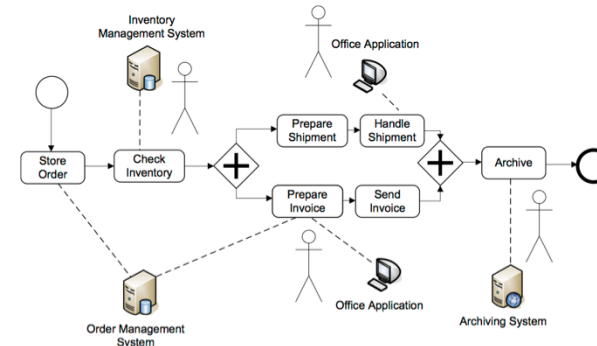 Inventory
Management System
Office Application
Store
Order
Check
Inventory
Prepare
Shipment
Handle
Shipment
Archive
Prepare
Invoice
Send
Invoice
Office Application
Order Management
System
Archiving System